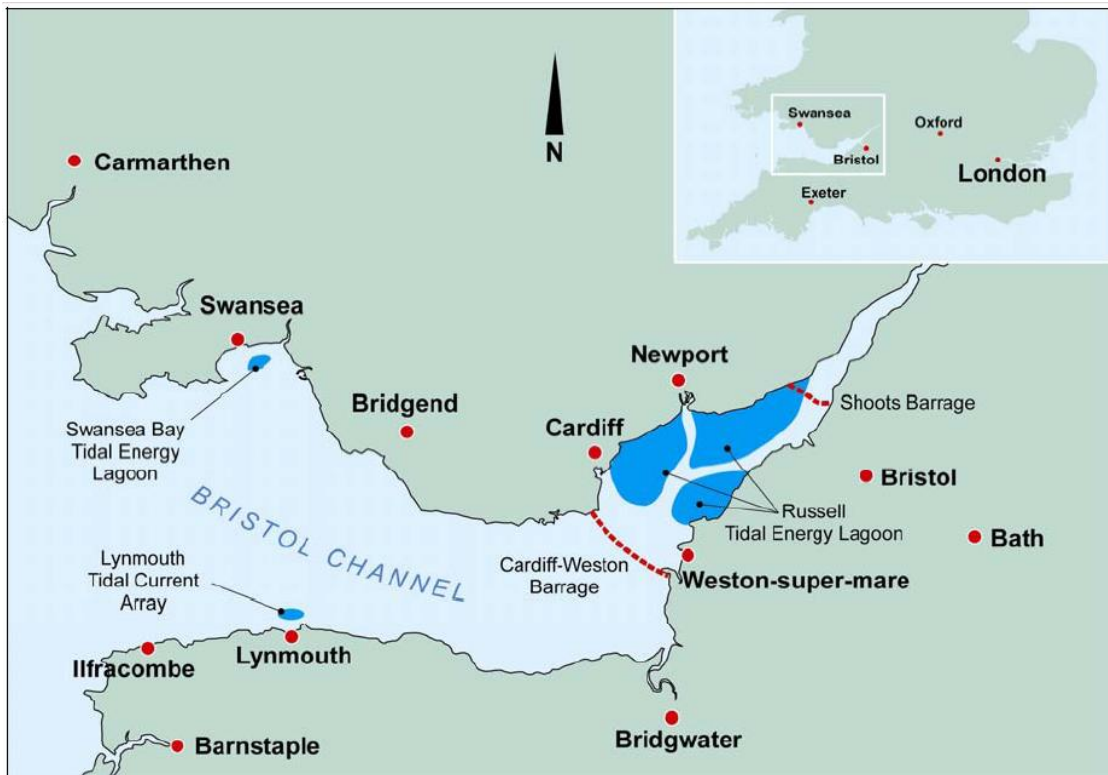 Swansea
Oxford
Bristol
London
Exeter
N
Carmarthen
Swansea
Newport
Shoots Barrage
Bridgend
Cardiff
Swansea Bay
Tidal Energy
Lagoon
Bristol
Russell
Tidal Energy Lagoon
Bath
BRISTOL CHANNEL
Cardiff-Weston
Barrage
Weston-super-mare
Lynmouth
Tidal Current
Array
Lynmouth
Ilfracombe
Bridgwater
Barnstaple